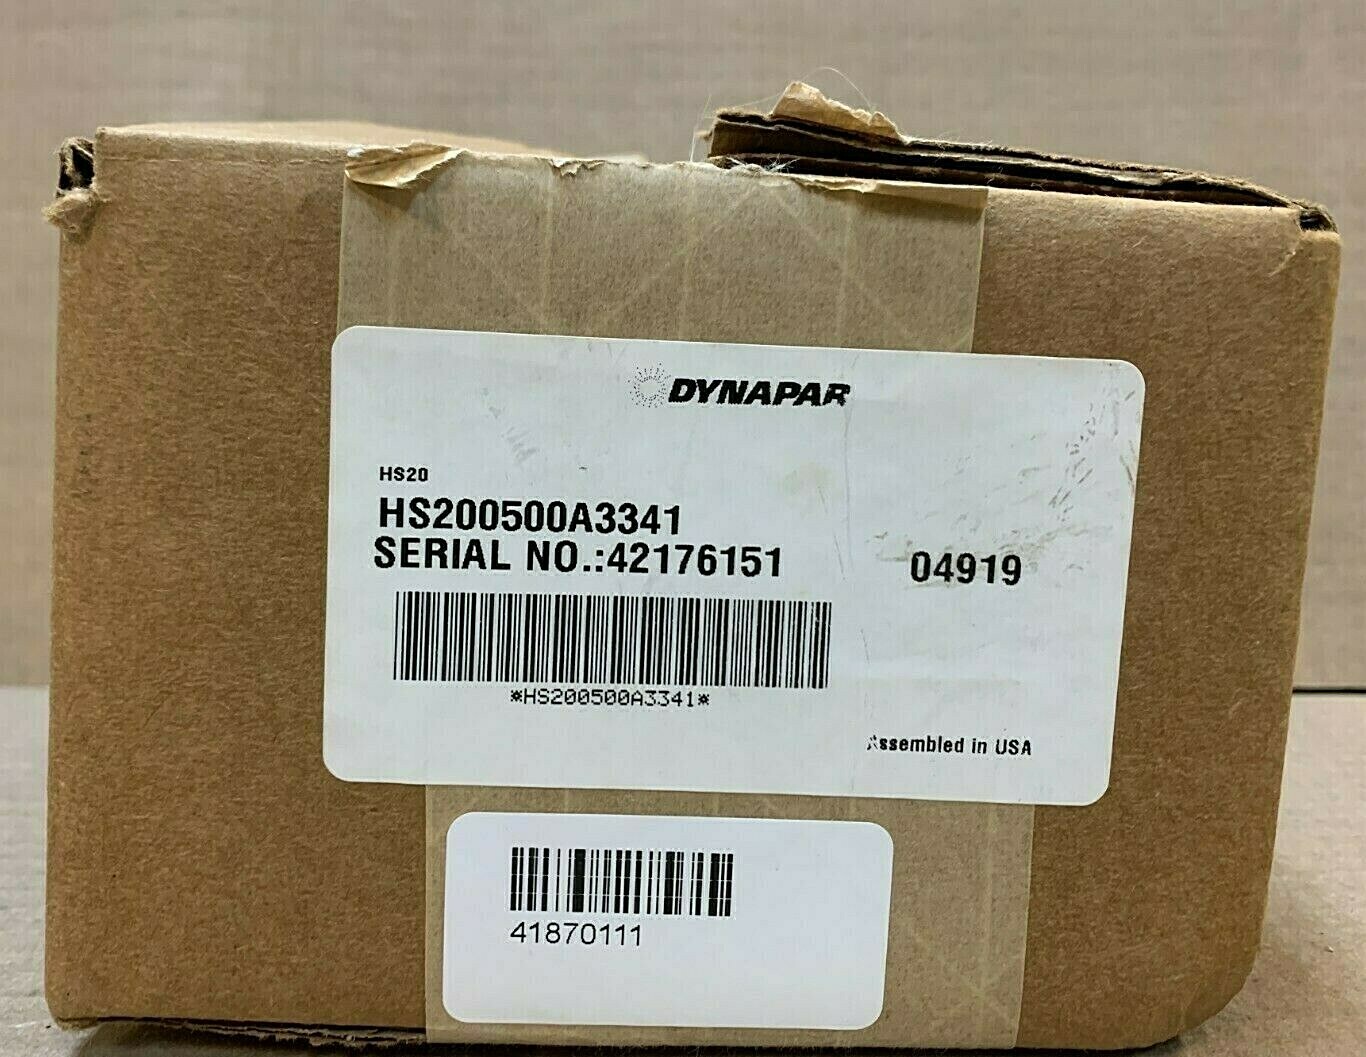 DYNAPAR
HS20
HS200500A3341
SERIAL NO.:42176151 04919
*HS200500A3341*
Assembled in USA
41870111